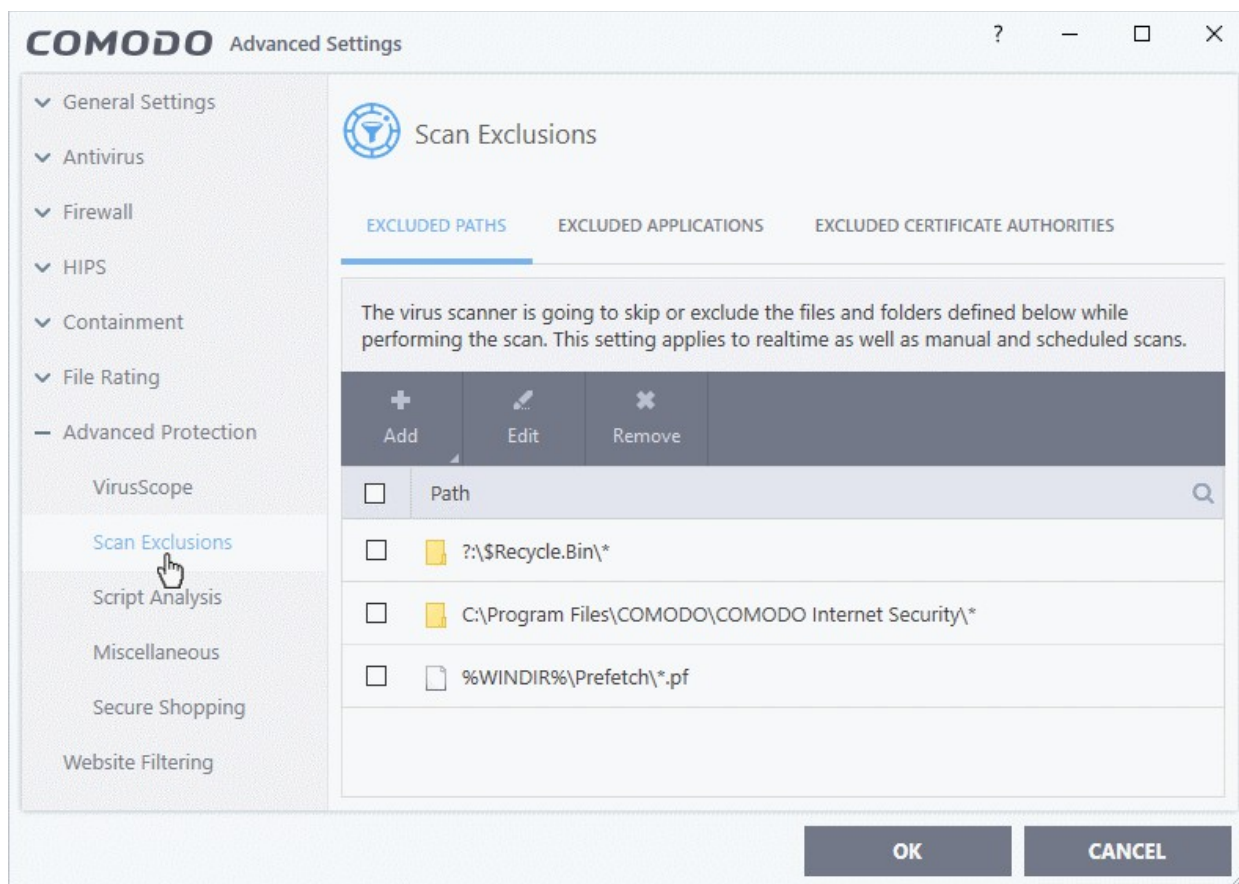 COMODO Advanced Settings ?
General Settings
Antivirus
Firewall
HIPS
Containment
File Rating
Advanced Protection
VirusScope
Scan Exclusions
Script Analysis
Miscellaneous
Secure Shopping
Website Filtering
Scan Exclusions
EXCLUDED PATHS EXCLUDED APPLICATIONS EXCLUDED CERTIFICATE AUTHORITIES
The virus scanner is going to skip or exclude the files and folders defined below while
performing the scan. This setting applies to realtime as well as manual and scheduled scans.
Add Edit Remove
Path
?:\$Recycle.Bin\*
C:\Program Files\COMODO\COMODO Internet Security\*
%WINDIR%\Prefetch\*.pf
OK CANCEL